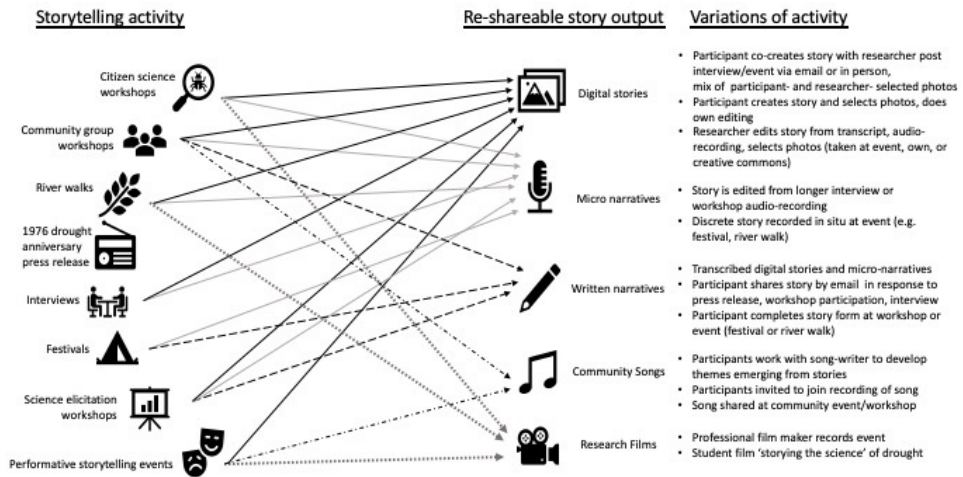 Storytelling activity
Citizen science
workshops
Community group
workshops
River walks
1976 drought
anniversary
press release
Interviews
Festivals
Science elicitation
workshops
Performative storytelling events
Re-shareable story output
Digital stories
Micro narratives
Written narratives
Community Songs
Research Films
Variations of activity
• Participant co-creates story with researcher post
interview/event via email or in person,
mix of participant- and researcher- selected photos
• Participant creates story and selects photos, does
own editing
• Researcher edits story from transcript, audio-
recording, selects photos (taken at event, own, or
creative commons)
• Story is edited from longer interview or
workshop audio-recording
• Discrete story recorded in situ at event (e.g.
festival, river walk)
• Transcribed digital stories and micro-narratives
• Participant shares story by email in response to
press release, workshop participation, interview
• Participant completes story form at workshop or
event (festival or river walk)
• Participants work with song-writer to develop
themes emerging from stories
• Participants invited to join recording of song
• Song shared at community event/workshop
• Professional film maker records event
• Student film 'storying the science' of drought